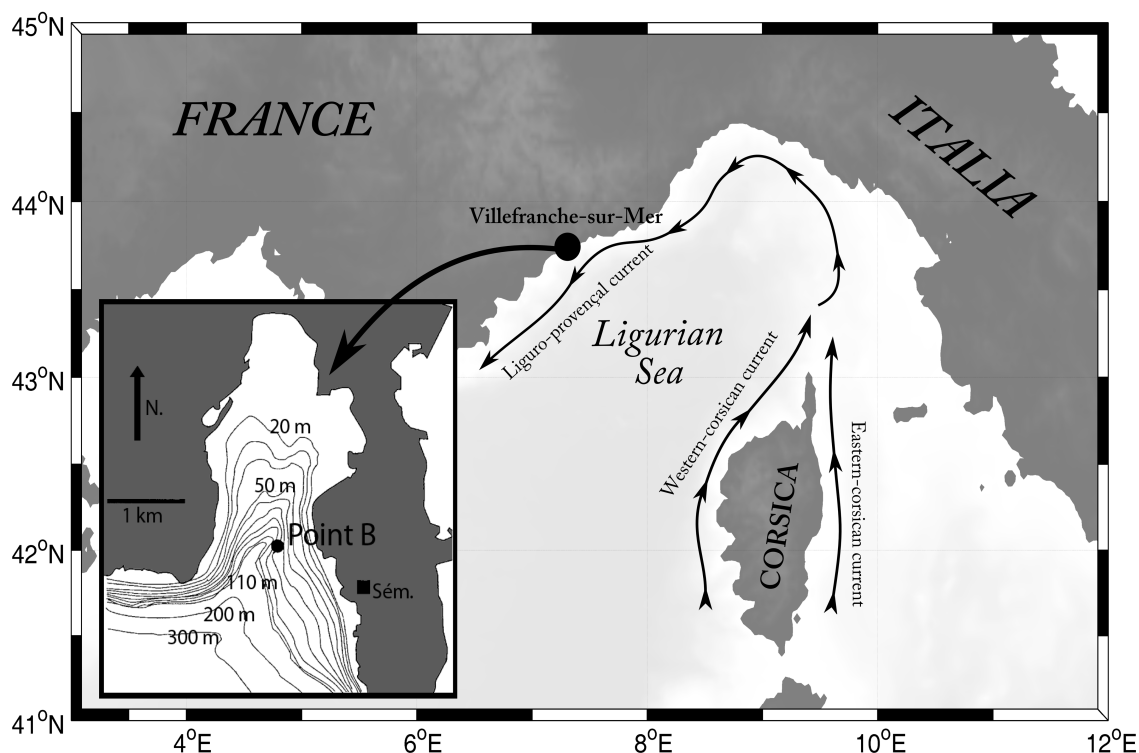 45°N
44°N
43°N
42°N
41°N
4°E
6°E
8°E
10°E
12°E
FRANCE
ITALIA
Villefranche-sur-Mer
Liguro-provençal current
Ligurian
Sea
Western-corsican current
Eastern-corsican current
CORSICA
N.
1 km
20 m
50 m
Point B
110 m
Sém.
200 m
300 m